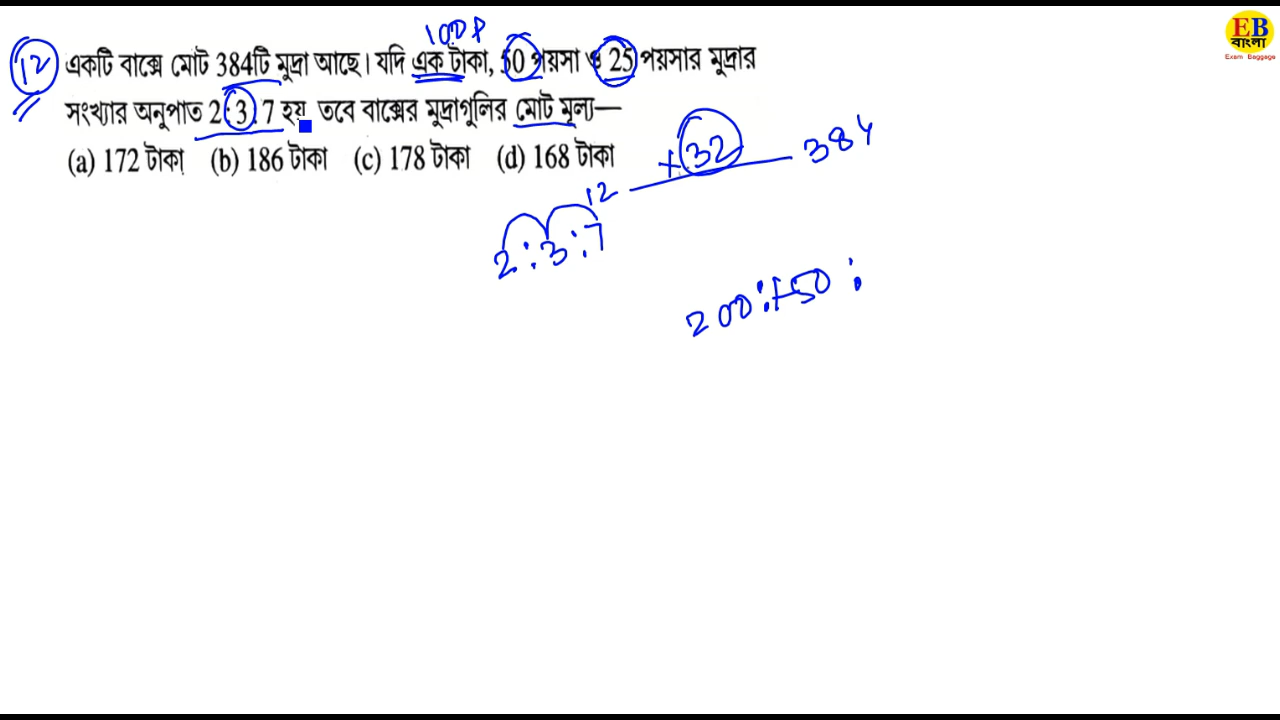 EB
বাংলা
Exam Baggage
100 P
12 একটি বাক্সে মোট 384টি মুদ্রা আছে। যদি এক টাকা, 50 পয়সা ও 25 পয়সার মুদ্রার
সংখ্যার অনুপাত 2:3:7 হয় তবে বাক্সের মুদ্রাগুলির মোট মূল্য—
(a) 172 টাকা (b) 186 টাকা (c) 178 টাকা (d) 168 টাকা
12 ×32 384
2:3:7
200:150: